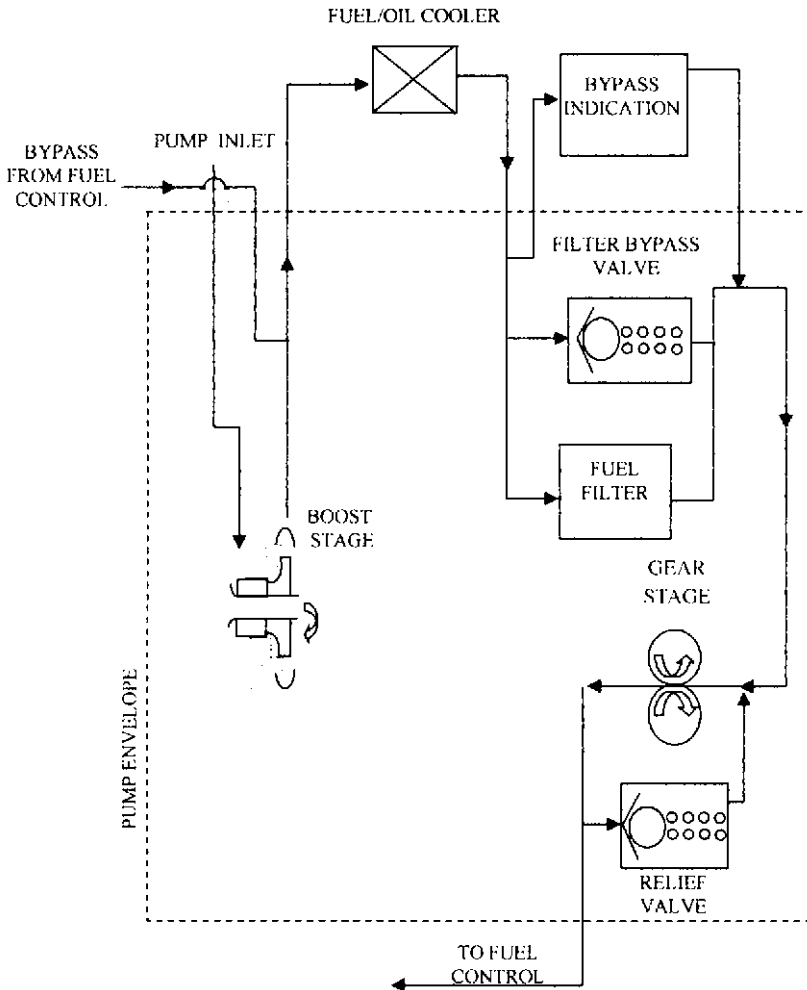 FUEL/OIL COOLER
BYPASS
INDICATION
PUMP INLET
BYPASS
FROM FUEL
CONTROL
FILTER BYPASS
VALVE
FUEL
FILTER
BOOST
STAGE
GEAR
STAGE
PUMP ENVELOPE
RELIEF
VALVE
TO FUEL
CONTROL